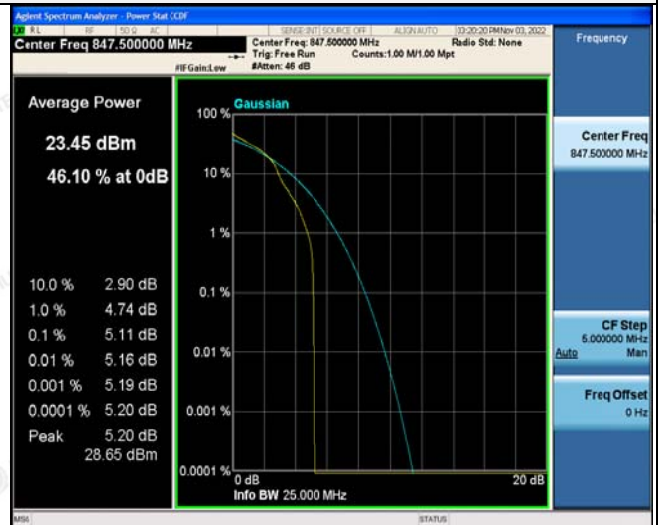 Agilent Spectrum Analyzer - Power Stat CCDF
RL RF 50 Ω AC SENSE:INT SOURCE OFF ALIGN AUTO 03:20:20 PM Nov 03, 2022
Center Freq 847.500000 MHz
Center Freq: 847.500000 MHz Radio Std: None
Trig: Free Run Counts:1.00 M/1.00 Mpt
#IFGain:Low #Atten: 46 dB
Frequency
Average Power
23.45 dBm
46.10 % at 0dB
10.0 % 2.90 dB
1.0 % 4.74 dB
0.1 % 5.11 dB
0.01 % 5.16 dB
0.001 % 5.19 dB
0.0001 % 5.20 dB
Peak 5.20 dB
28.65 dBm
Gaussian
100 %
10 %
1 %
0.1 %
0.01 %
0.001 %
0.0001 %
0 dB 20 dB
Info BW 25.000 MHz
Center Freq
847.500000 MHz
CF Step
5.000000 MHz
Auto Man
Freq Offset
0 Hz
MSG STATUS